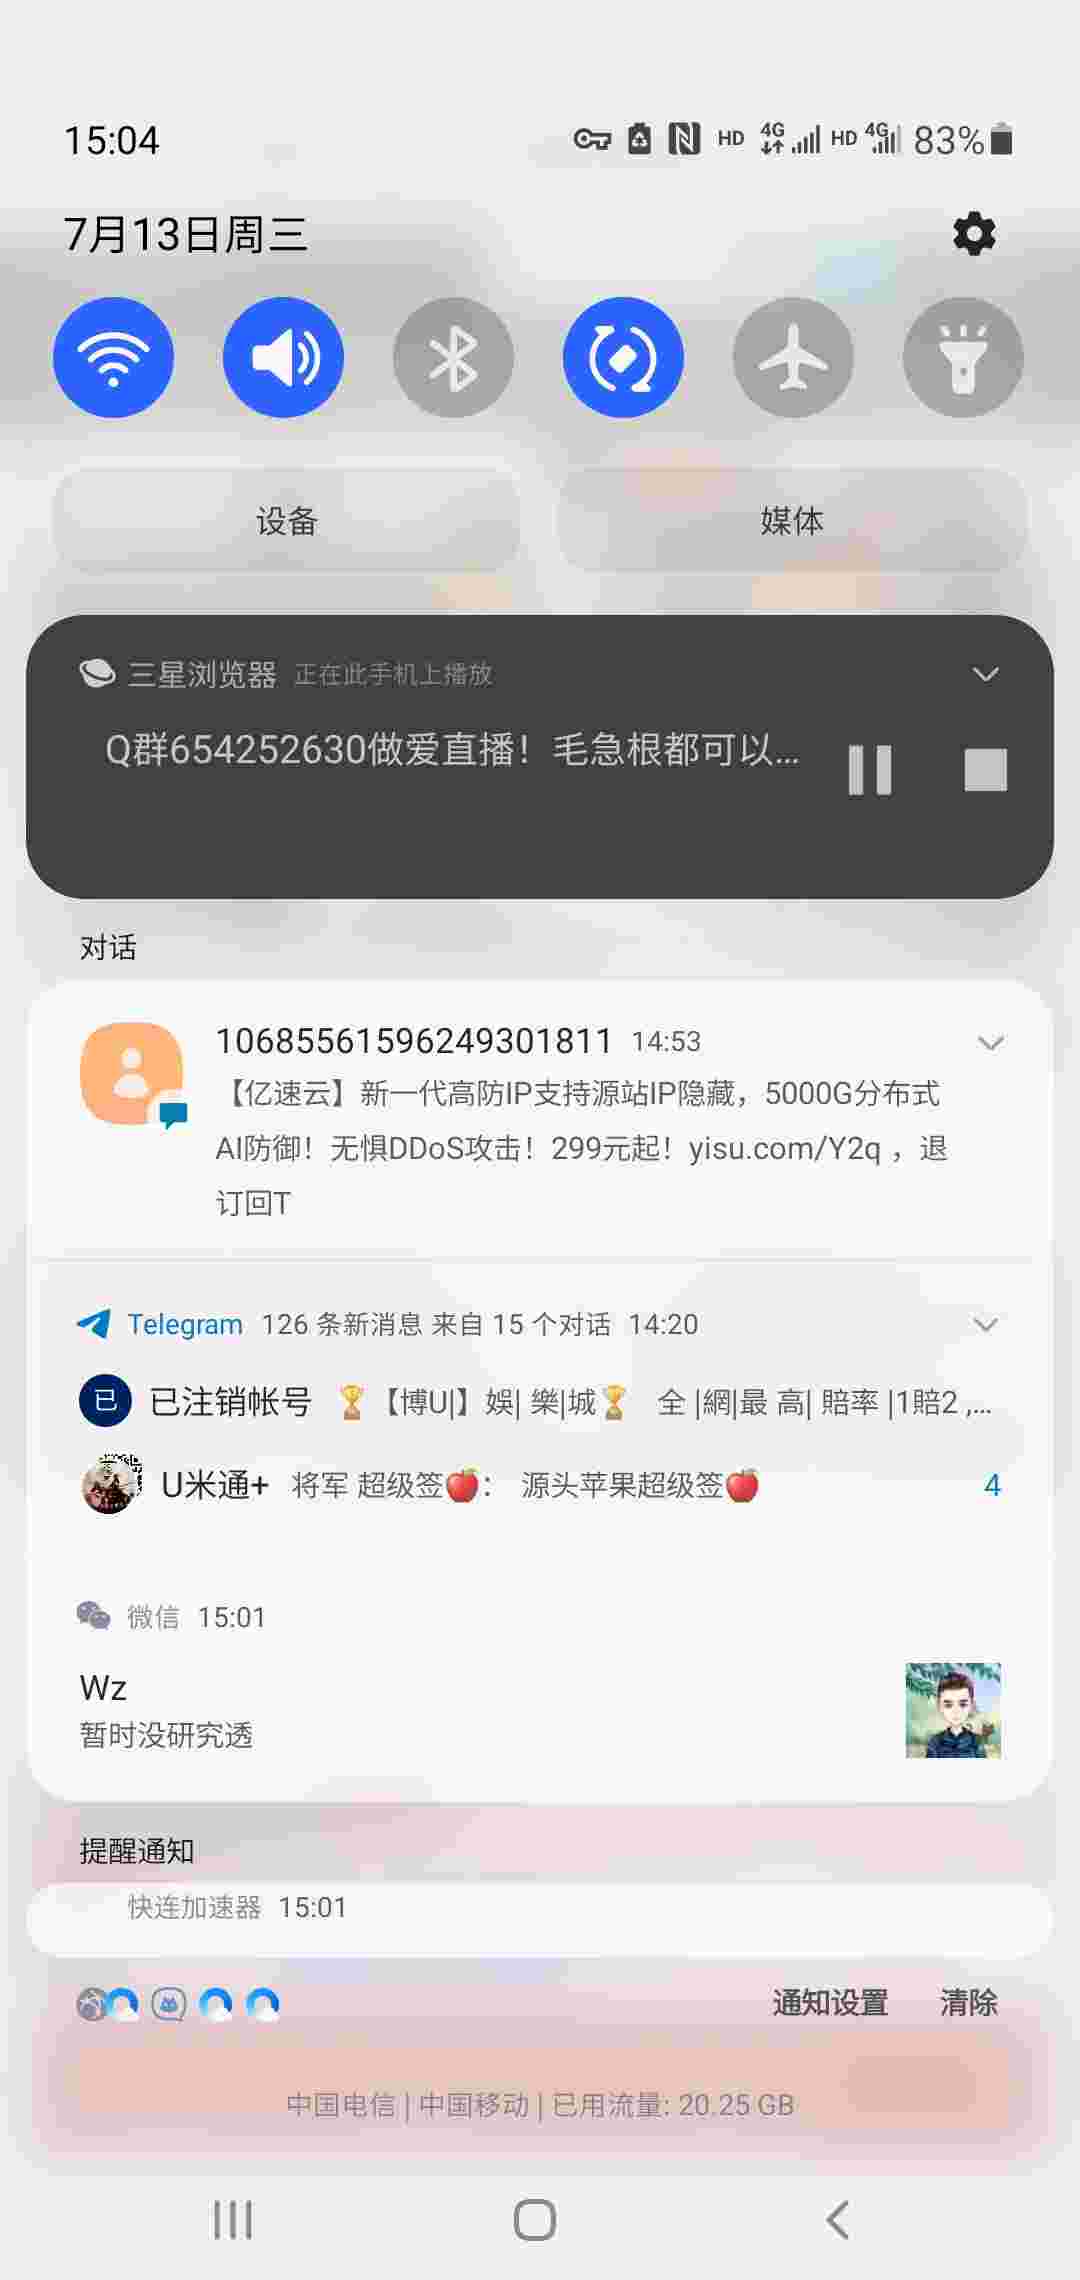 15:04
HD 4G HD 4G 83%
7月13日周三
设备
媒体
三星浏览器 正在此手机上播放
Q群654252630做爱直播！毛急根都可以...
对话
10685561596249301811 14:53
【亿速云】新一代高防IP支持源站IP隐藏，5000G分布式
AI防御！无惧DDoS攻击！299元起！yisu.com/Y2q ，退
订回T
Telegram 126 条新消息 来自 15 个对话 14:20
已 已注销帐号 🏆【博U|】娛| 樂|城🏆 全 |網|最 高| 賠率 |1賠2 ,...
U米通+ 将军 超级签🍎： 源头苹果超级签🍎 4
微信 15:01
Wz
暂时没研究透
提醒通知
快连加速器 15:01
通知设置 清除
中国电信 | 中国移动 | 已用流量: 20.25 GB